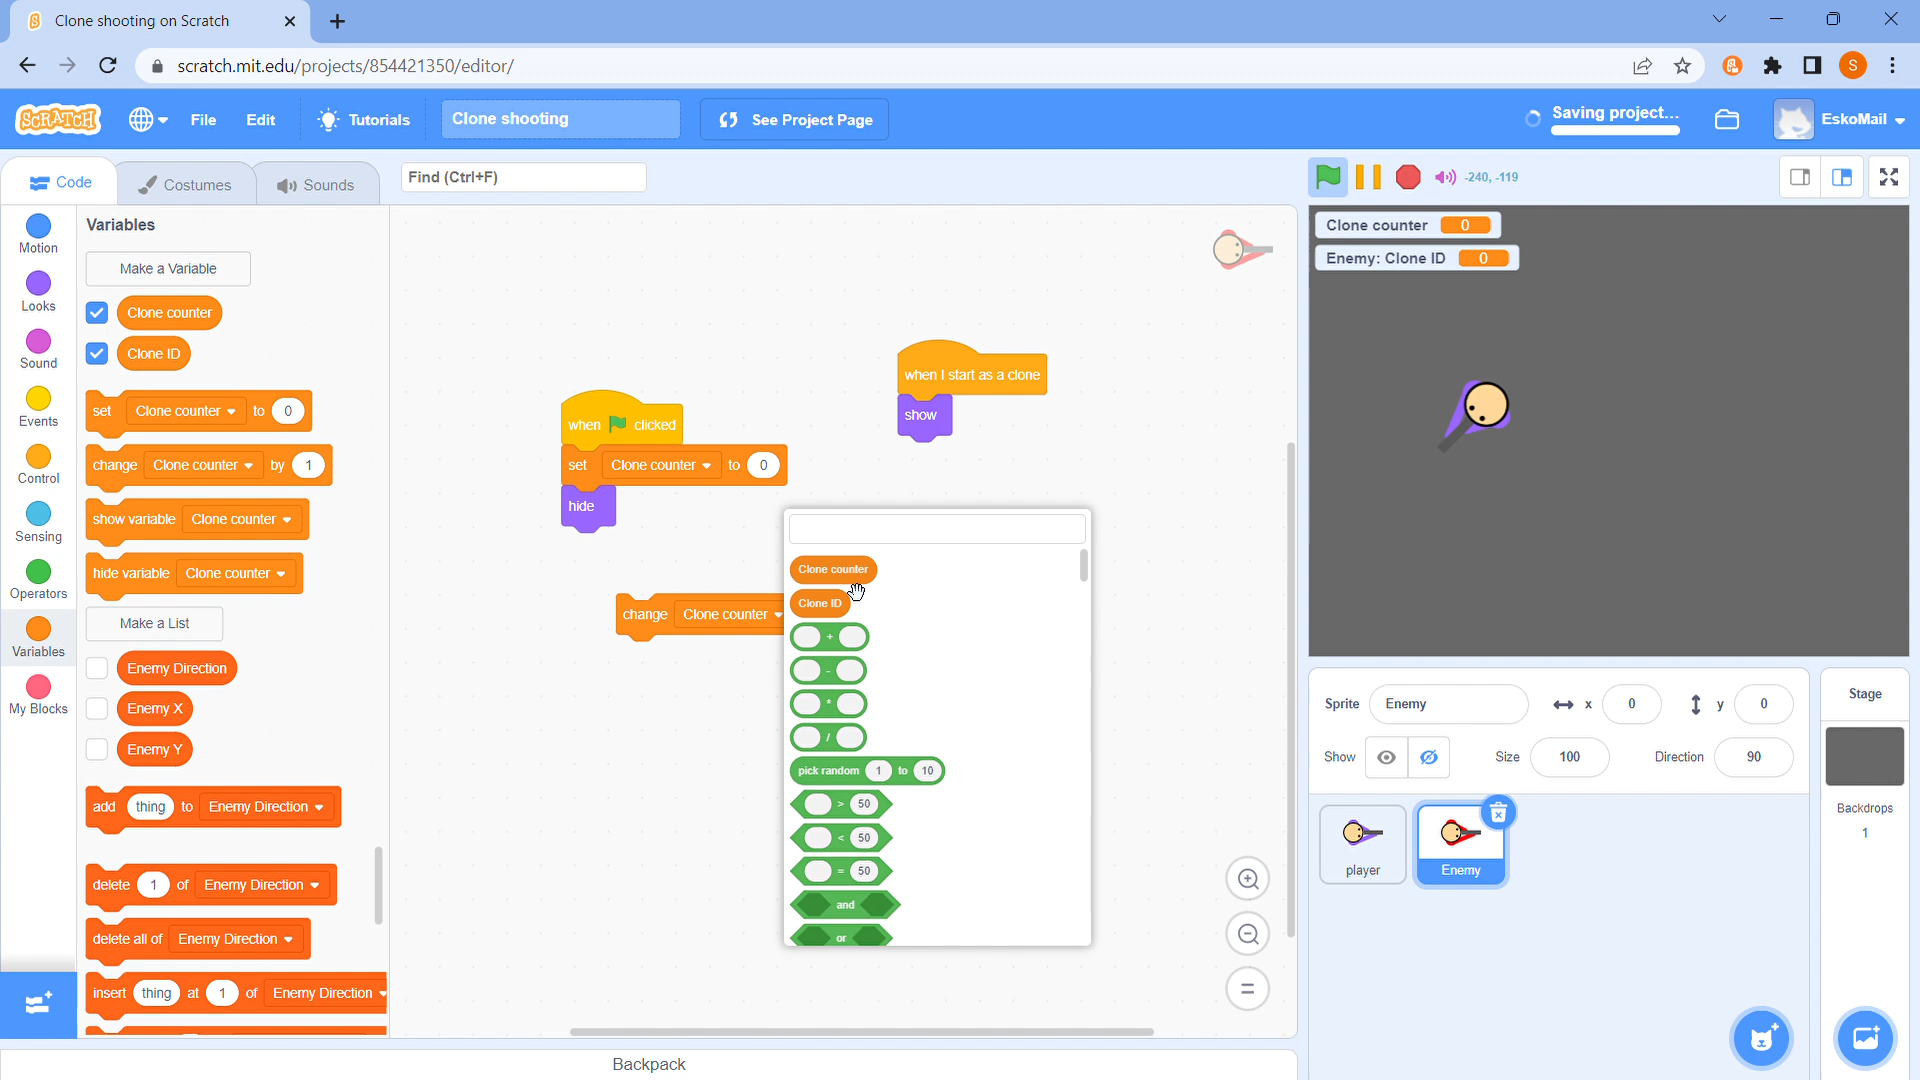 Clone shooting on Scratch
scratch.mit.edu/projects/854421350/editor/
S
SCRATCH
File
Edit
Tutorials
Clone shooting
See Project Page
Saving project...
EskoMail
Code
Costumes
Sounds
Find (Ctrl+F)
-240, -119
Motion
Looks
Sound
Events
Control
Sensing
Operators
Variables
My Blocks
Variables
Make a Variable
Clone counter
Clone ID
set Clone counter to 0
change Clone counter by 1
show variable Clone counter
hide variable Clone counter
Make a List
Enemy Direction
Enemy X
Enemy Y
add thing to Enemy Direction
delete 1 of Enemy Direction
delete all of Enemy Direction
insert thing at 1 of Enemy Direction
when clicked
set Clone counter to 0
hide
when I start as a clone
show
change Clone counter
Clone counter
Clone ID
+
-
*
/
pick random 1 to 10
> 50
< 50
= 50
and
or
Backpack
Clone counter 0
Enemy: Clone ID 0
Sprite Enemy x 0 y 0
Show Size 100 Direction 90
player
Enemy
Stage
Backdrops
1